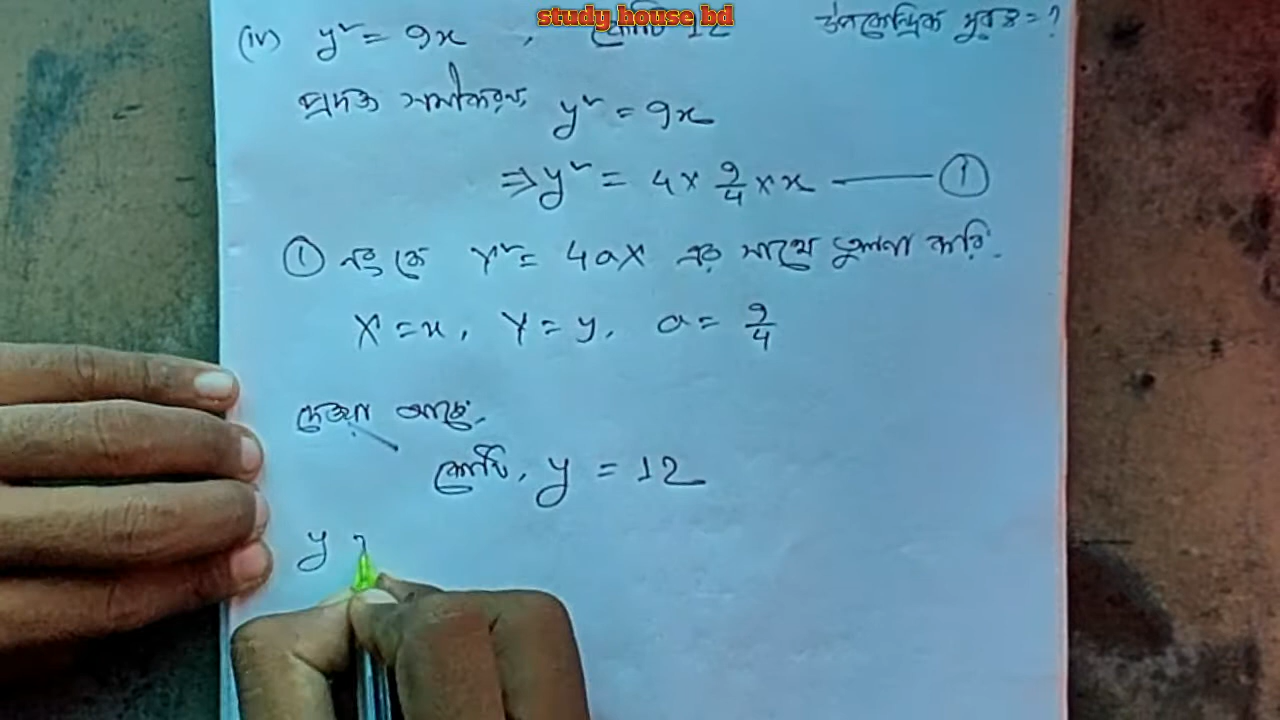 study house bd
(iv) y² = 9x , কোটি 12 উপকেন্দ্রিক দূরত্ব = ?
প্রদত্ত সমীকরণ, y² = 9x
⇒ y² = 4 × 9/4 × x —— ①
① নং কে Y² = 4aX এর সাথে তুলনা করি.
X = x, Y = y, a = 9/4
দেওয়া আছে,
কোটি, y = 12
y